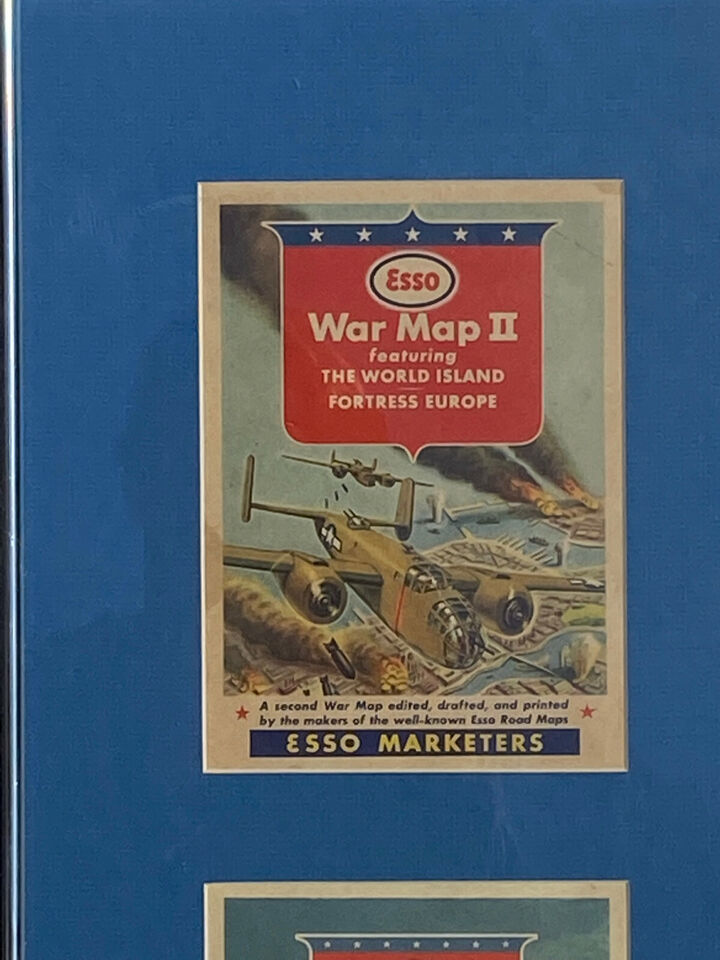 Esso
War Map II
featuring
THE WORLD ISLAND
FORTRESS EUROPE
A second War Map edited, drafted, and printed
by the makers of the well-known Esso Road Maps
ESSO MARKETERS